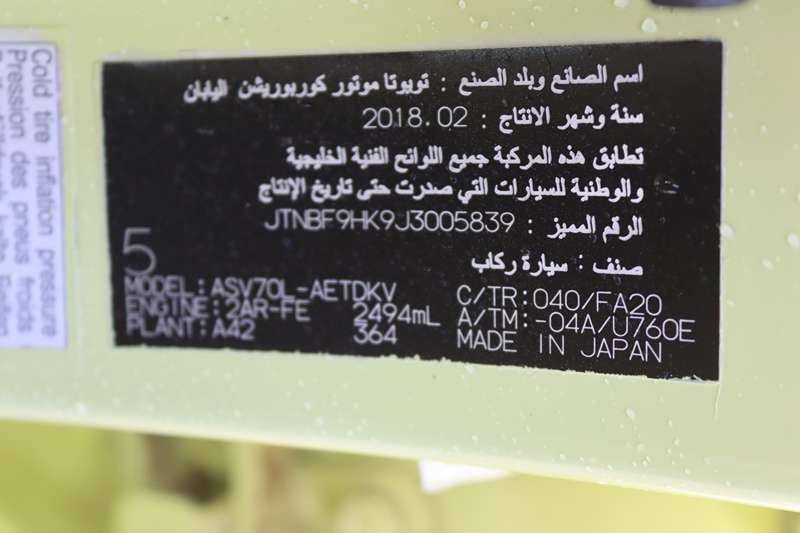 اسم الصانع وبلد الصنع : تويوتا موتور كوربوريشن اليابان
سنة وشهر الانتاج : 2018.02
تطابق هذه المركبة جميع اللوائح الفنية الخليجية
والوطنية للسيارات التي صدرت حتى تاريخ الإنتاج
الرقم المميز : JTNBF9HK9J3005839
صنف : سيارة ركاب
5
MODEL:ASV70L-AETDKV
ENGINE:2AR-FE 2494mL
PLANT:A42 364
C/TR:040/FA20
A/TM:-04A/U760E
MADE IN JAPAN
Cold tire inflation pressure
Pression des pneus froids